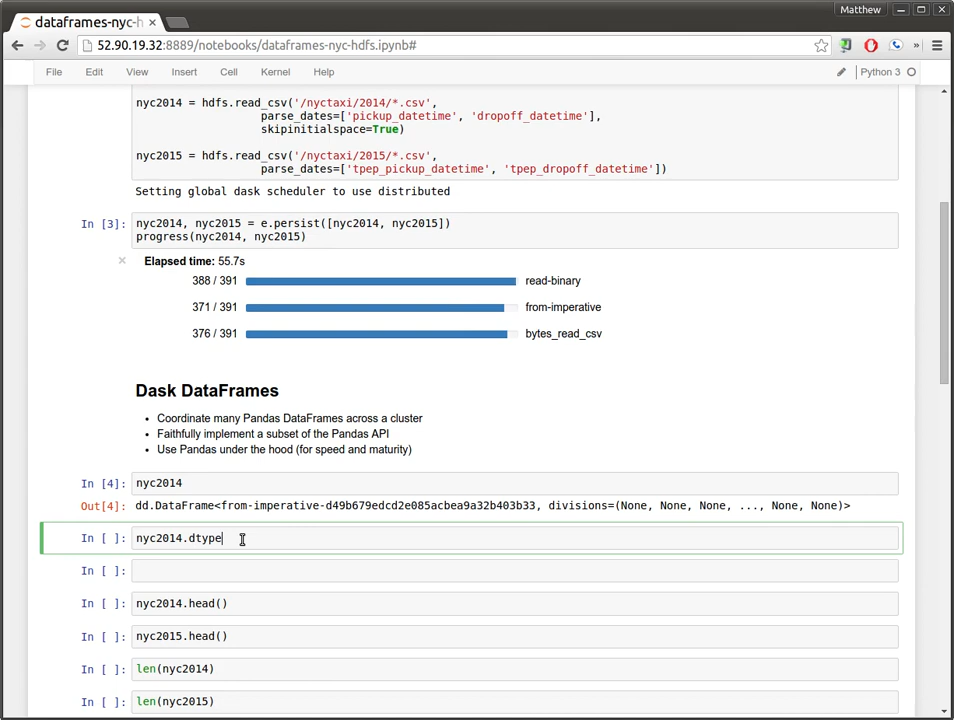 Matthew
dataframes-nyc-h
52.90.19.32:8889/notebooks/dataframes-nyc-hdfs.ipynb#
File Edit View Insert Cell Kernel Help Python 3
nyc2014 = hdfs.read_csv('/nyctaxi/2014/*.csv',
parse_dates=['pickup_datetime', 'dropoff_datetime'],
skipinitialspace=True)
nyc2015 = hdfs.read_csv('/nyctaxi/2015/*.csv',
parse_dates=['tpep_pickup_datetime', 'tpep_dropoff_datetime'])
Setting global dask scheduler to use distributed
In [3]: nyc2014, nyc2015 = e.persist([nyc2014, nyc2015])
progress(nyc2014, nyc2015)
Elapsed time: 55.7s
388 / 391 read-binary
371 / 391 from-imperative
376 / 391 bytes_read_csv
Dask DataFrames
• Coordinate many Pandas DataFrames across a cluster
• Faithfully implement a subset of the Pandas API
• Use Pandas under the hood (for speed and maturity)
In [4]: nyc2014
Out[4]: dd.DataFrame<from-imperative-d49b679edcd2e085acbea9a32b403b33, divisions=(None, None, None, ..., None, None)>
In [ ]: nyc2014.dtype
In [ ]:
In [ ]: nyc2014.head()
In [ ]: nyc2015.head()
In [ ]: len(nyc2014)
In [ ]: len(nyc2015)